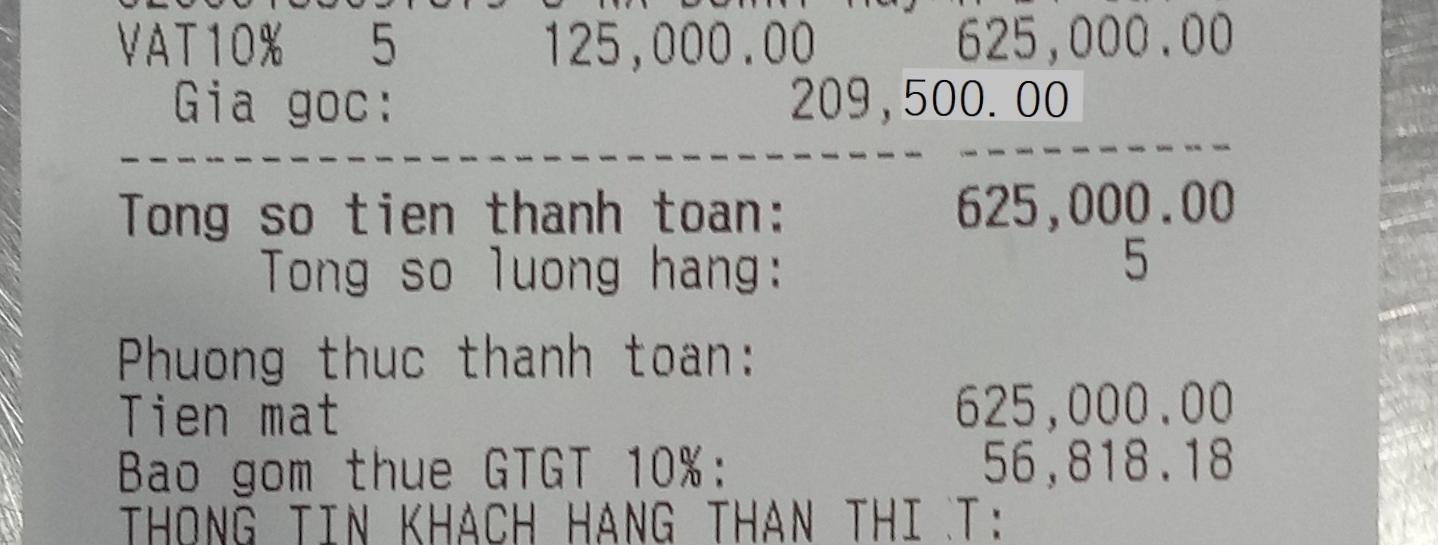 VAT10% 5 125,000.00 625,000.00
Gia goc: 209,500.00
Tong so tien thanh toan: 625,000.00
Tong so luong hang: 5
Phuong thuc thanh toan:
Tien mat 625,000.00
Bao gom thue GTGT 10%: 56,818.18
THONG TIN KHACH HANG THAN THI T: